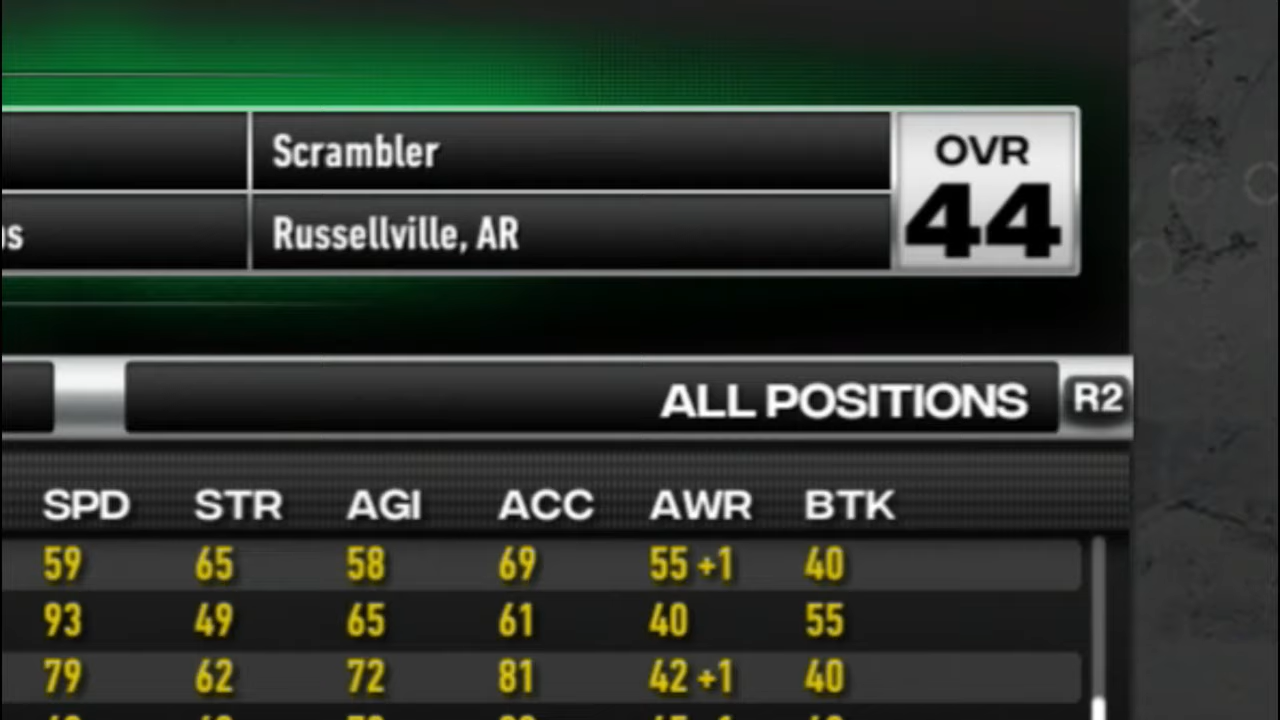 Scrambler
OVR
44
Russellville, AR
ALL POSITIONS R2
SPD STR AGI ACC AWR BTK
59 65 58 69 55 +1 40
93 49 65 61 40 55
79 62 72 81 42 +1 40